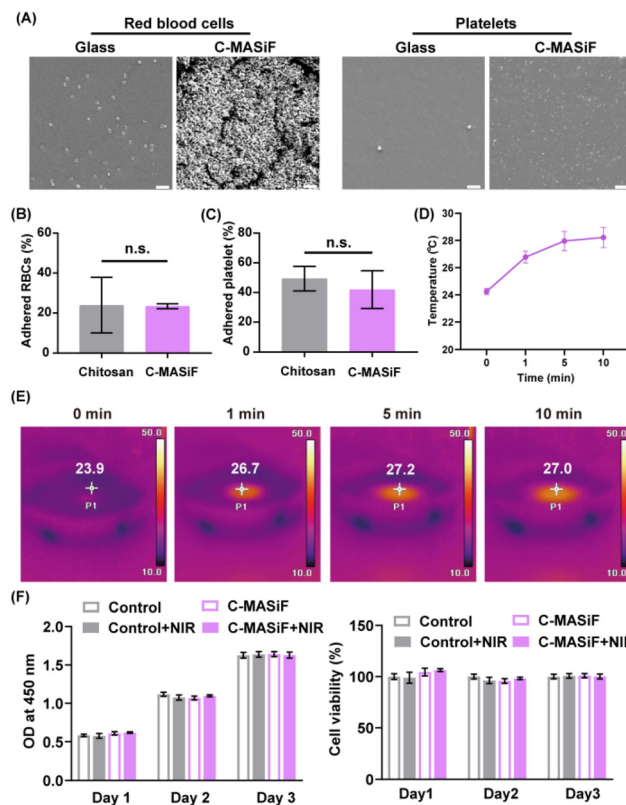 (A)
Red blood cells
Platelets
Glass
C-MASiF
Glass
C-MASiF
(B)
Adhered RBCs (%)
80
60
40
20
0
n.s.
Chitosan
C-MASiF
(C)
Adhered platelet (%)
80
60
40
20
0
n.s.
Chitosan
C-MASiF
(D)
Temperature (℃)
32
30
28
26
24
22
20
0
1
5
10
Time (min)
(E)
0 min
1 min
5 min
10 min
50.0
23.9
P1
10.0
50.0
26.7
P1
10.0
50.0
27.2
P1
10.0
50.0
27.0
P1
10.0
(F)
Control
C-MASiF
Control+NIR
C-MASiF+NIR
OD at 450 nm
2.0
1.5
1.0
0.5
0.0
Day 1
Day 2
Day 3
Control
C-MASiF
Control+NIR
C-MASiF+NI
Cell viability (%)
150
100
50
0
Day1
Day2
Day3